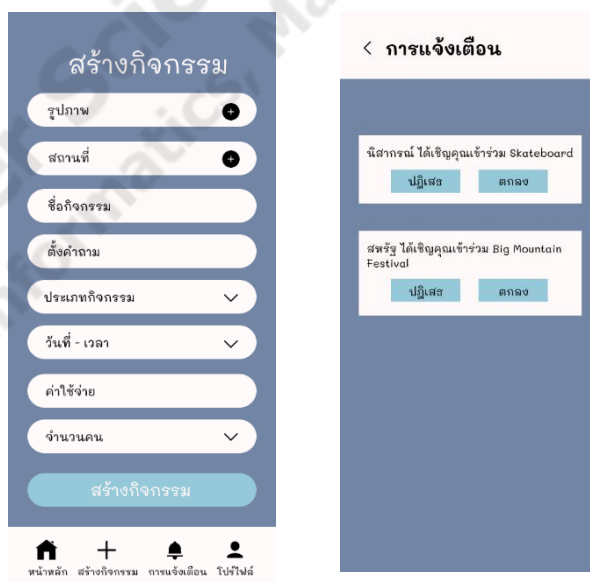 สร้างกิจกรรม
รูปภาพ
สถานที่
ชื่อกิจกรรม
ตั้งคำถาม
ประเภทกิจกรรม
วันที่ - เวลา
ค่าใช้จ่าย
จำนวนคน
สร้างกิจกรรม
หน้าหลัก สร้างกิจกรรม การแจ้งเตือน โปรไฟล์
< การแจ้งเตือน
นิสากรณ์ ได้เชิญคุณเข้าร่วม Skateboard
ปฏิเสธ ตกลง
สหรัฐ ได้เชิญคุณเข้าร่วม Big Mountain
Festival
ปฏิเสธ ตกลง